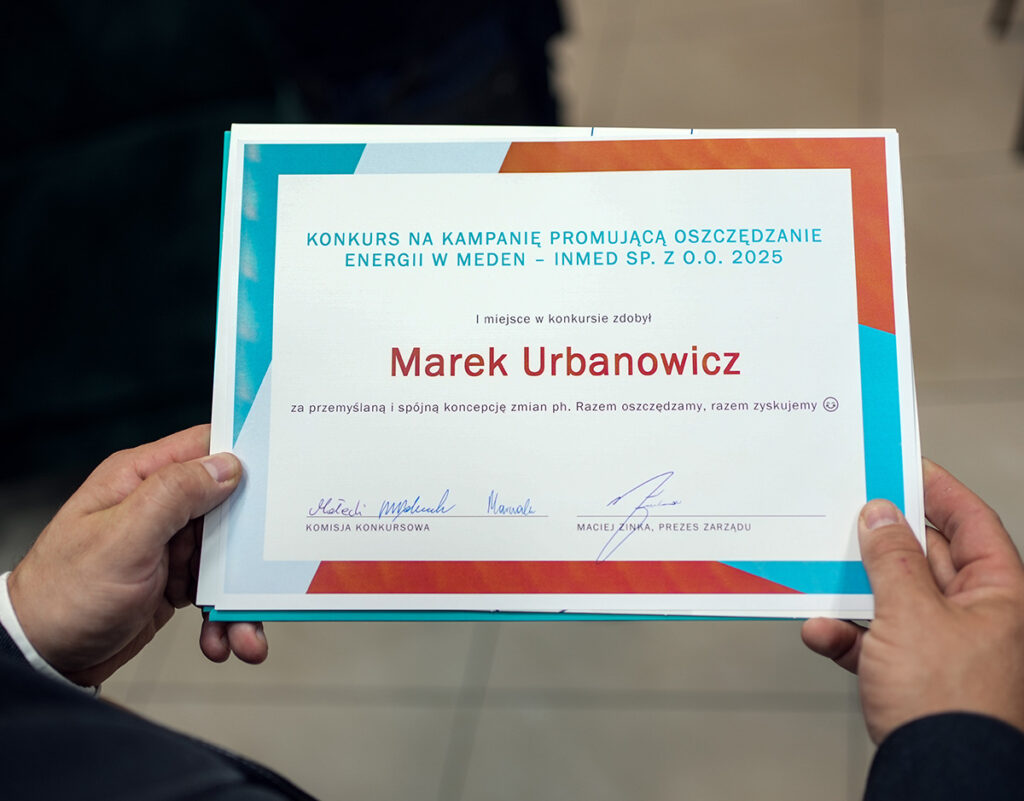 KONKURS NA KAMPANIĘ PROMUJĄCĄ OSZCZĘDZANIE
ENERGII W MEDEN – INMED SP. Z O.O. 2025
I miejsce w konkursie zdobył
Marek Urbanowicz
za przemyślaną i spójną koncepcję zmian ph. Razem oszczędzamy, razem zyskujemy
KOMISJA KONKURSOWA
MACIEJ ZINKA, PREZES ZARZĄDU